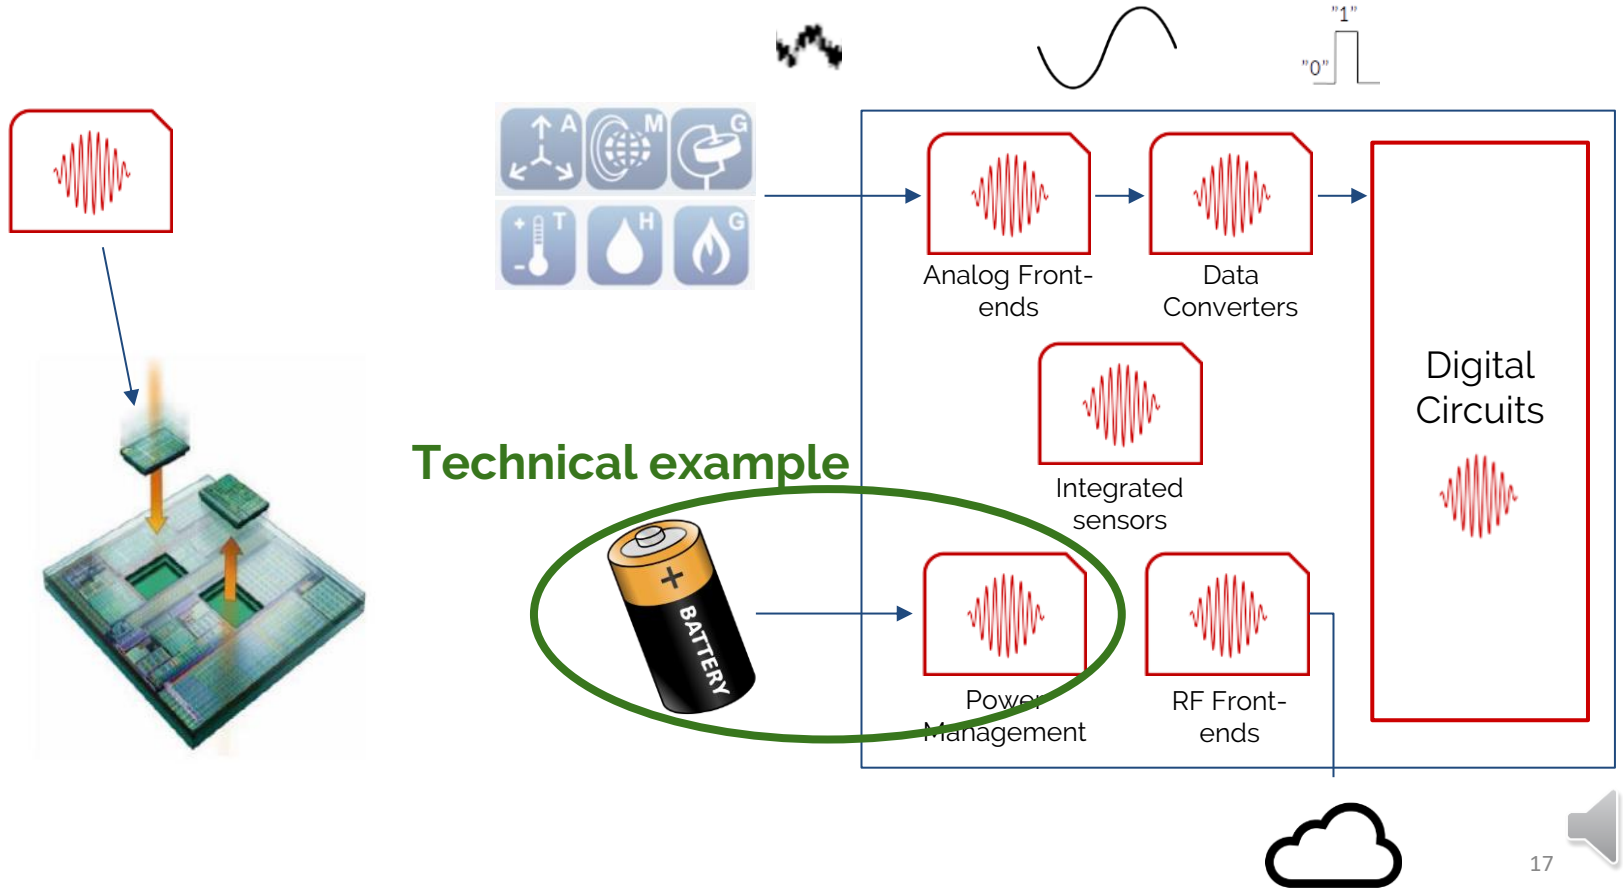 "1"
"0"
A
M
G
T
H
G
+
−
Analog Front-
ends
Data
Converters
Digital
Circuits
Integrated
sensors
Technical example
+
BATTERY
Power
Management
RF Front-
ends
17